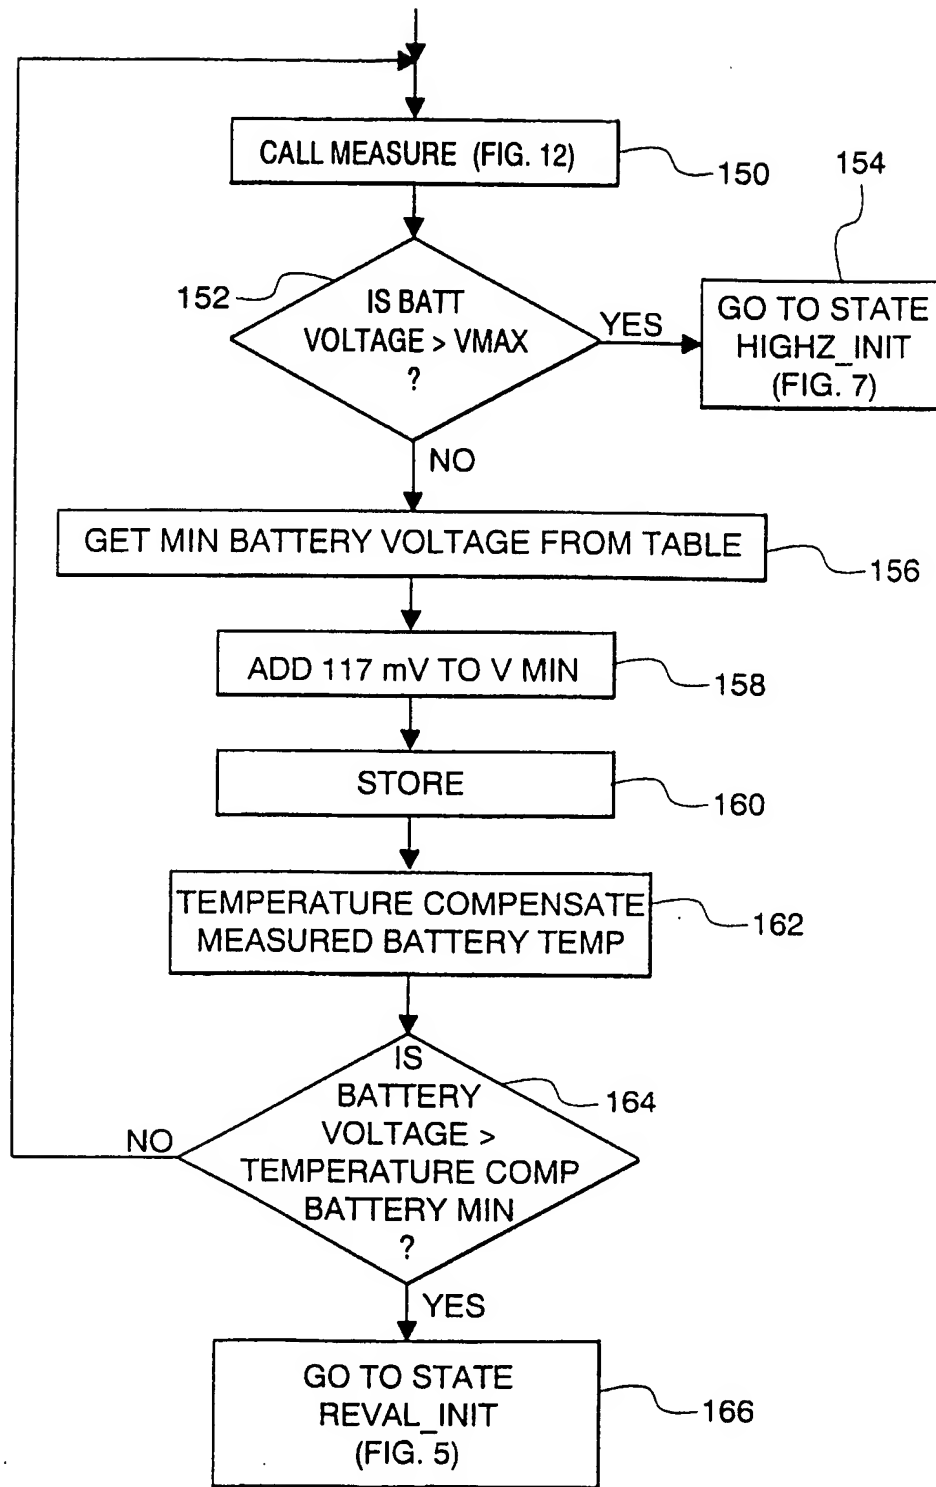 CALL MEASURE (FIG. 12)
150
154
152
IS BATT
VOLTAGE > VMAX
?
YES
GO TO STATE
HIGHZ_INIT
(FIG. 7)
NO
GET MIN BATTERY VOLTAGE FROM TABLE
156
ADD 117 mV TO V MIN
158
STORE
160
TEMPERATURE COMPENSATE
MEASURED BATTERY TEMP
162
IS
BATTERY
VOLTAGE >
TEMPERATURE COMP
BATTERY MIN
?
164
NO
YES
GO TO STATE
REVAL_INIT
(FIG. 5)
166